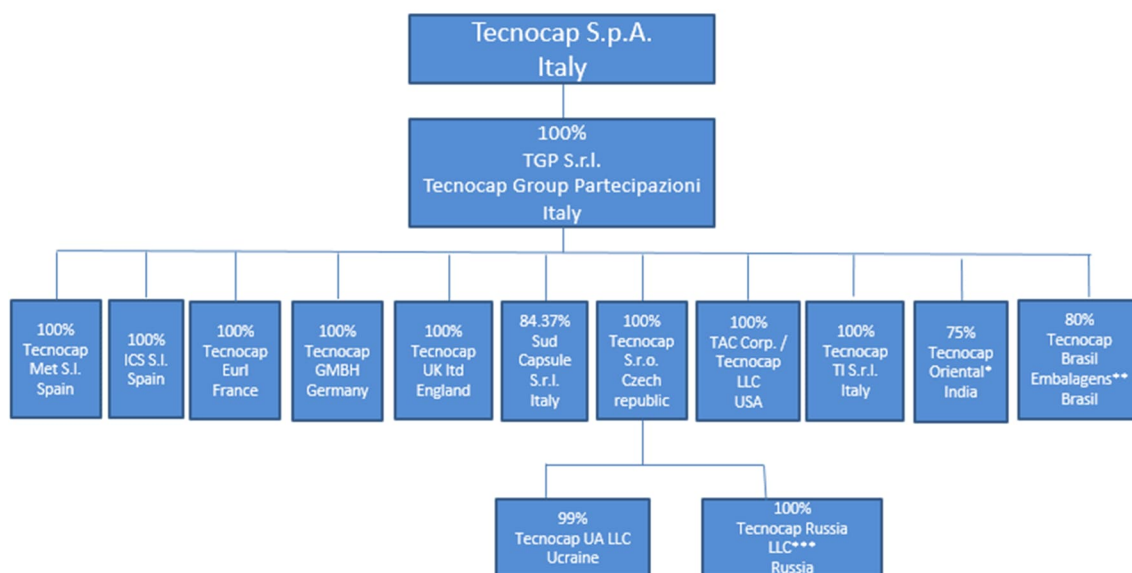 Tecnocap S.p.A.
Italy
100%
TGP S.r.l.
Tecnocap Group Partecipazioni
Italy
100%
Tecnocap
Met S.l.
Spain
100%
ICS S.l.
Spain
100%
Tecnocap
Eurl
France
100%
Tecnocap
GMBH
Germany
100%
Tecnocap
UK ltd
England
84.37%
Sud
Capsule
S.r.l.
Italy
100%
Tecnocap
S.r.o.
Czech
republic
100%
TAC Corp. /
Tecnocap
LLC
USA
100%
Tecnocap
TI S.r.l.
Italy
75%
Tecnocap
Oriental*
India
80%
Tecnocap
Brasil
Embalagens**
Brasil
99%
Tecnocap UA LLC
Ucraine
100%
Tecnocap Russia
LLC***
Russia